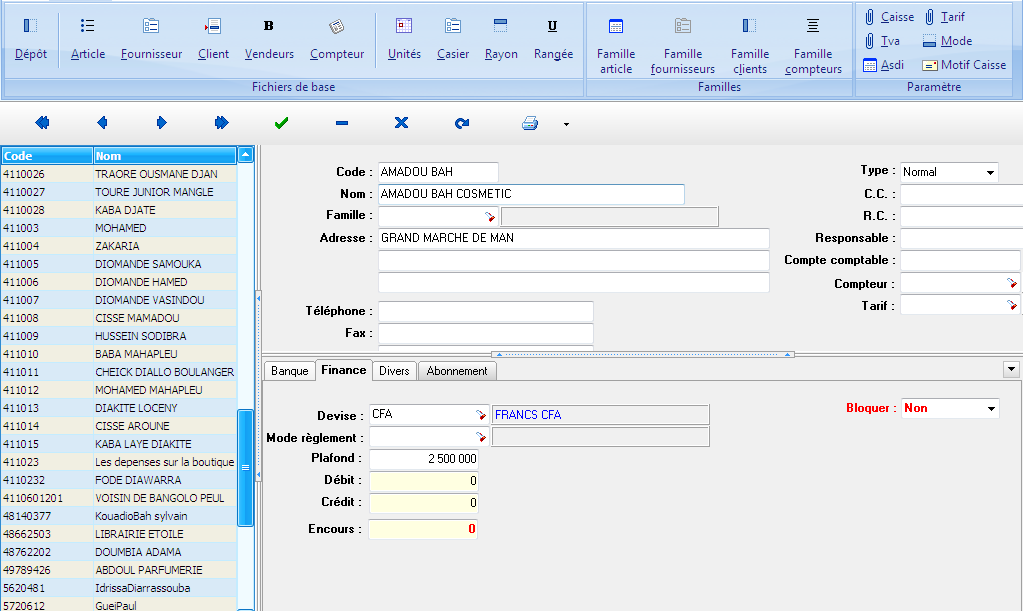 Dépôt Article Fournisseur Client Vendeurs Compteur Unités Casier Rayon Rangée
Fichiers de base
Famille article Famille fournisseurs Famille clients Famille compteurs
Familles
Caisse Tarif
Tva Mode
Asdi Motif Caisse
Paramètre
Code Nom
4110026 TRAORE OUSMANE DJAN
4110027 TOURE JUNIOR MANGLE
4110028 KABA DJATE
411003 MOHAMED
411004 ZAKARIA
411005 DIOMANDE SAMOUKA
411006 DIOMANDE HAMED
411007 DIOMANDE VASINDOU
411008 CISSE MAMADOU
411009 HUSSEIN SODIBRA
411010 BABA MAHAPLEU
411011 CHEICK DIALLO BOULANGER
411012 MOHAMED MAHAPLEU
411013 DIAKITE LOCENY
411014 CISSE AROUNE
411015 KABA LAYE DIAKITE
411023 Les depenses sur la boutique
4110232 FODE DIAWARRA
4110601201 VOISIN DE BANGOLO PEUL
48140377 KouadioBah sylvain
48662503 LIBRAIRIE ETOILE
48762202 DOUMBIA ADAMA
49789426 ABDOUL PARFUMERIE
5620481 IdrissaDiarrassouba
5720612 GueiPaul
Code : AMADOU BAH
Nom : AMADOU BAH COSMETIC
Famille :
Adresse : GRAND MARCHE DE MAN
Téléphone :
Fax :
Type : Normal
C.C. :
R.C. :
Responsable :
Compte comptable :
Compteur :
Tarif :
Banque Finance Divers Abonnement
Devise : CFA FRANCS CFA
Mode règlement :
Plafond : 2 500 000
Débit : 0
Crédit : 0
Encours : 0
Bloquer : Non